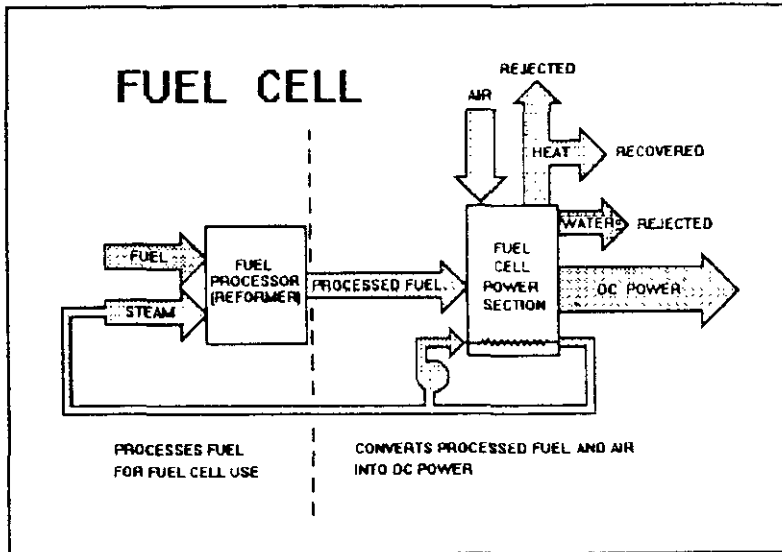 FUEL CELL
REJECTED
AIR
HEAT
RECOVERED
WATER
REJECTED
FUEL
FUEL
PROCESSOR
(REFORMER)
PROCESSED FUEL
FUEL
CELL
POWER
SECTION
DC POWER
STEAM
PROCESSES FUEL
FOR FUEL CELL USE
CONVERTS PROCESSED FUEL AND AIR
INTO DC POWER